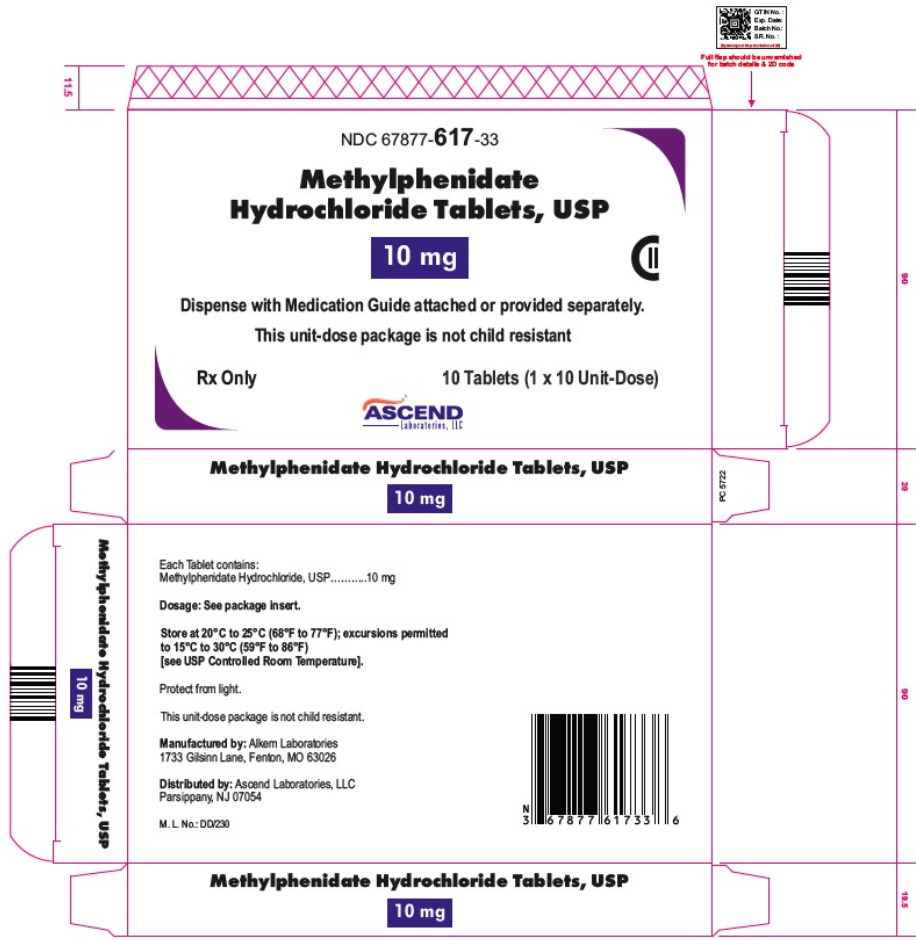 GTIN No. :
Exp. Date:
Batch No.:
SR. No. :
Full flap should be unvarnished
for batch details & 2D code
11.5
NDC 67877-617-33
Methylphenidate
Hydrochloride Tablets, USP
10 mg
CII
Dispense with Medication Guide attached or provided separately.
This unit-dose package is not child resistant
Rx Only
10 Tablets (1 x 10 Unit-Dose)
ASCEND
Laboratories, LLC
90
Methylphenidate Hydrochloride Tablets, USP
10 mg
PC 5722
20
Methylphenidate Hydrochloride Tablets, USP
10 mg
Each Tablet contains:
Methylphenidate Hydrochloride, USP...........10 mg
Dosage: See package insert.
Store at 20°C to 25°C (68°F to 77°F); excursions permitted
to 15°C to 30°C (59°F to 86°F)
[see USP Controlled Room Temperature].
Protect from light.
This unit-dose package is not child resistant.
Manufactured by: Alkem Laboratories
1733 Gilsinn Lane, Fenton, MO 63026
Distributed by: Ascend Laboratories, LLC
Parsippany, NJ 07054
M. L. No.: DD/230
N
3 67877 61733 6
90
Methylphenidate Hydrochloride Tablets, USP
10 mg
19.5